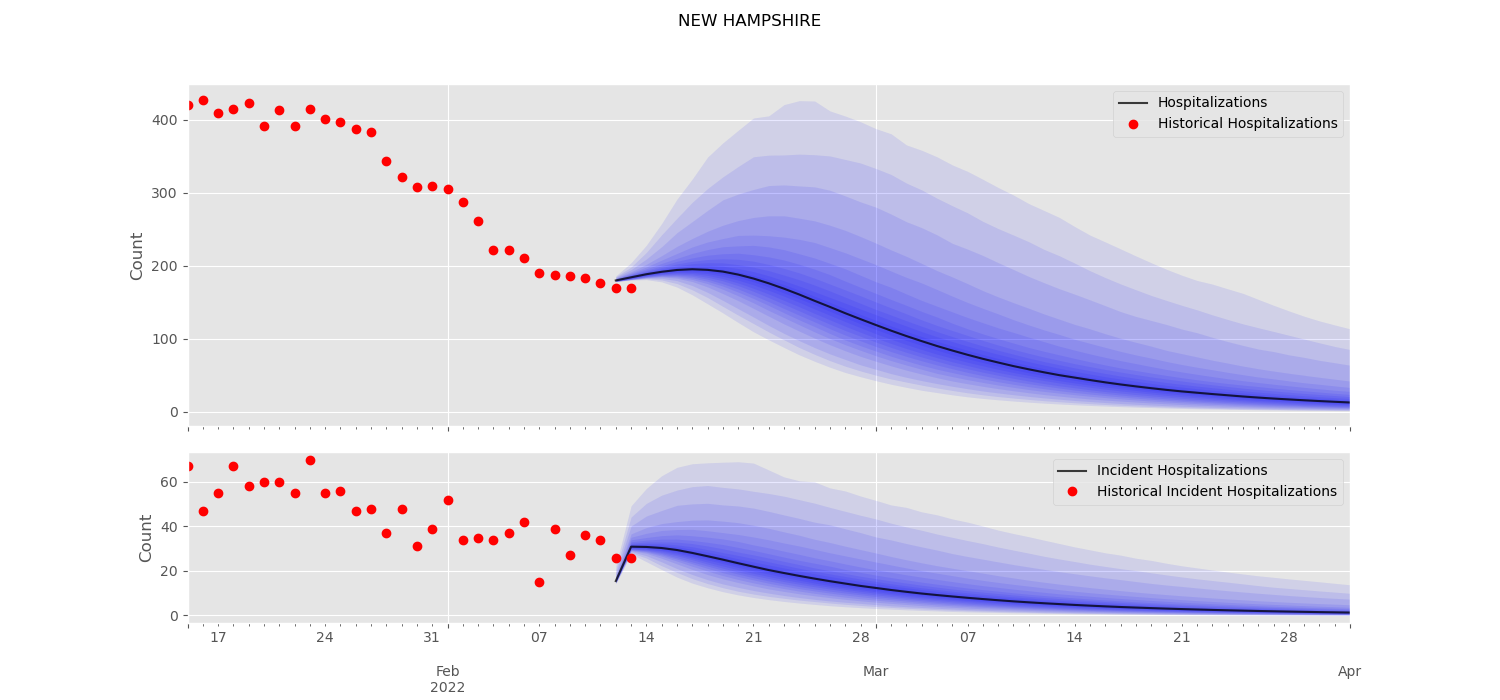 NEW HAMPSHIRE
Count
400
300
200
100
0
Hospitalizations
Historical Hospitalizations
Count
60
40
20
0
Incident Hospitalizations
Historical Incident Hospitalizations
17 24 31 07 14 21 28 07 14 21 28
Feb Mar Apr
2022